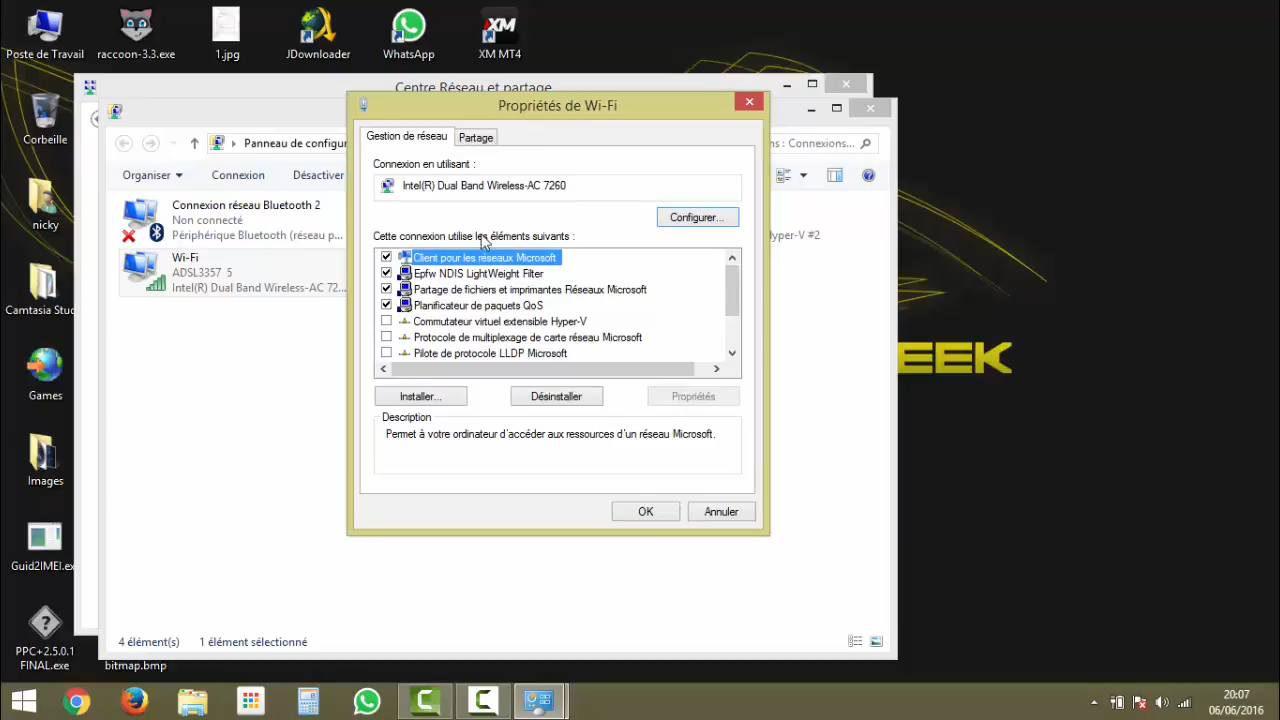 Poste de Travail
raccoon-3.3.exe
1.jpg
JDownloader
WhatsApp
XM MT4
XM
Corbeille
nicky
Camtasia Stud
Games
Images
Guid2IMEI.ex
PPC+2.5.0.1
FINAL.exe
bitmap.bmp
EEK
Centre Réseau et partage
Panneau de configur
ns : Connexions...
Organiser
Connexion
Désactiver
Connexion réseau Bluetooth 2
Non connecté
Périphérique Bluetooth (réseau p...
Wi-Fi
ADSL3357 5
Intel(R) Dual Band Wireless-AC 72...
yper-V #2
4 élément(s)
1 élément sélectionné
Propriétés de Wi-Fi
Gestion de réseau
Partage
Connexion en utilisant :
Intel(R) Dual Band Wireless-AC 7260
Configurer...
Cette connexion utilise les éléments suivants :
Client pour les réseaux Microsoft
Epfw NDIS LightWeight Filter
Partage de fichiers et imprimantes Réseaux Microsoft
Planificateur de paquets QoS
Commutateur virtuel extensible Hyper-V
Protocole de multiplexage de carte réseau Microsoft
Pilote de protocole LLDP Microsoft
Installer...
Désinstaller
Propriétés
Description
Permet à votre ordinateur d'accéder aux ressources d'un réseau Microsoft.
OK
Annuler
20:07
06/06/2016